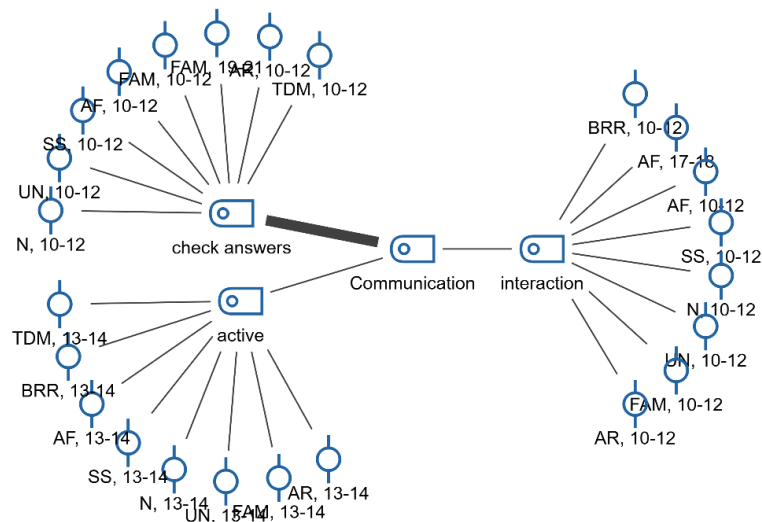 FAM, 19-21
AR, 10-12
FAM, 10-12
TDM, 10-12
AF, 10-12
SS, 10-12
UN, 10-12
N, 10-12
check answers
BRR, 10-12
AF, 17-18
AF, 10-12
SS, 10-12
Communication
interaction
N, 10-12
UN, 10-12
FAM, 10-12
AR, 10-12
active
TDM, 13-14
BRR, 13-14
AF, 13-14
SS, 13-14
N, 13-14
UN, 13-14
FAM, 13-14
AR, 13-14